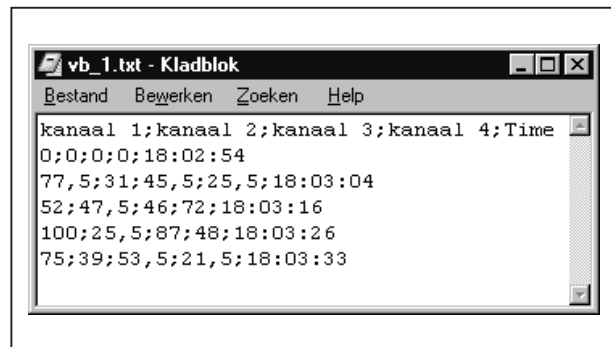 vb_1.txt - Kladblok
Bestand Bewerken Zoeken Help
kanaal 1;kanaal 2;kanaal 3;kanaal 4;Time
0;0;0;0;18:02:54
77,5;31;45,5;25,5;18:03:04
52;47,5;46;72;18:03:16
100;25,5;87;48;18:03:26
75;39;53,5;21,5;18:03:33